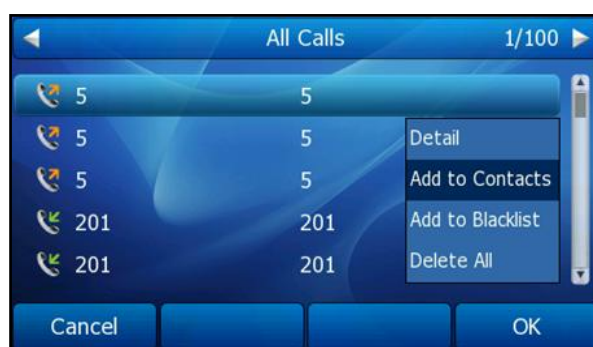 All Calls 1/100
5 5
5 5 Detail
5 5 Add to Contacts
201 201 Add to Blacklist
201 201 Delete All
Cancel OK